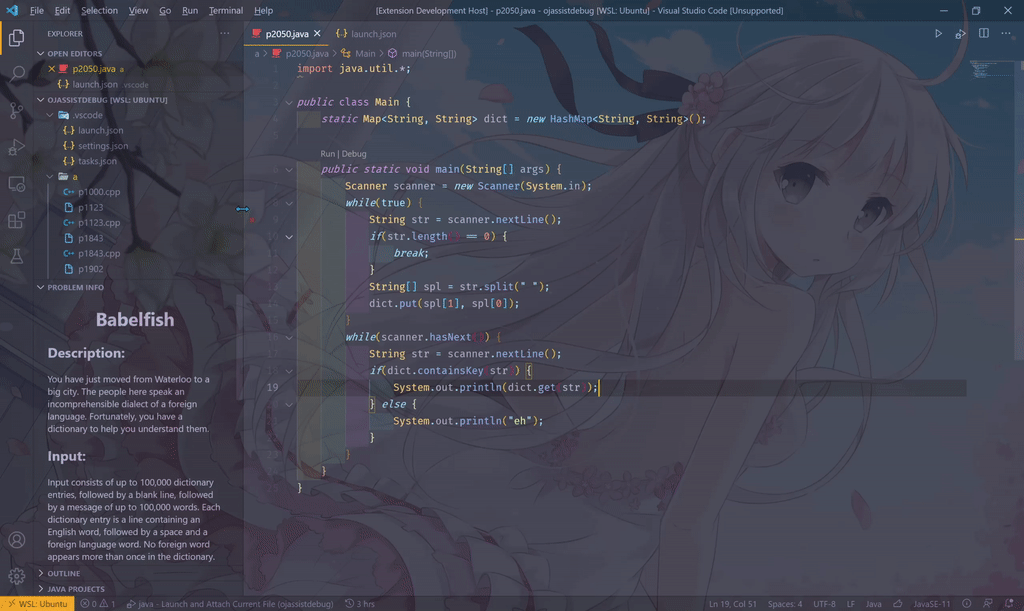 File Edit Selection View Go Run Terminal Help [Extension Development Host] - p2050.java - ojassistdebug [WSL: Ubuntu] - Visual Studio Code [Unsupported]
EXPLORER
OPEN EDITORS
p2050.java a
launch.json .vscode
OJASSISTDEBUG [WSL: UBUNTU]
.vscode
launch.json
settings.json
tasks.json
a
p1000.cpp
p1123
p1123.cpp
p1843
p1843.cpp
p1902
PROBLEM INFO
Babelfish
Description:
You have just moved from Waterloo to a
big city. The people here speak an
incomprehensible dialect of a foreign
language. Fortunately, you have a
dictionary to help you understand them.
Input:
Input consists of up to 100,000 dictionary
entries, followed by a blank line, followed
by a message of up to 100,000 words. Each
dictionary entry is a line containing an
English word, followed by a space and a
foreign language word. No foreign word
appears more than once in the dictionary.
OUTLINE
JAVA PROJECTS
p2050.java launch.json
a > p2050.java > Main > main(String[])
import java.util.*;
public class Main {
static Map<String, String> dict = new HashMap<String, String>();
Run | Debug
public static void main(String[] args) {
Scanner scanner = new Scanner(System.in);
while(true) {
String str = scanner.nextLine();
if(str.length() == 0) {
break;
}
String[] spl = str.split(" ");
dict.put(spl[1], spl[0]);
}
while(scanner.hasNext()) {
String str = scanner.nextLine();
if(dict.containsKey(str)) {
19 System.out.println(dict.get(str));
} else {
System.out.println("eh");
}
}
}
}
WSL: Ubuntu 0 1 java - Launch and Attach Current File (ojassistdebug) 3 hrs Ln 19, Col 51 Spaces: 4 UTF-8 LF Java JavaSE-11